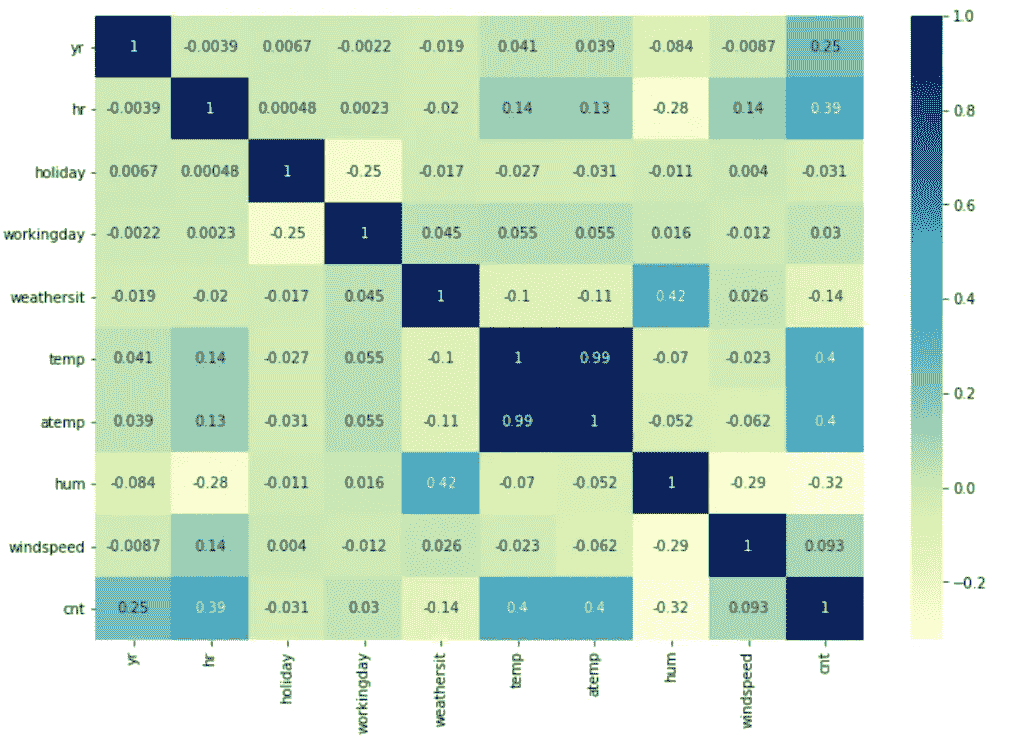 yr 1 -0.0039 0.0067 -0.0022 -0.019 0.041 0.039 -0.084 -0.0087 0.25
hr -0.0039 1 0.00048 0.0023 -0.02 0.14 0.13 -0.28 0.14 0.39
holiday 0.0067 0.00048 1 -0.25 -0.017 -0.027 -0.031 -0.011 0.004 -0.031
workingday -0.0022 0.0023 -0.25 1 0.045 0.055 0.055 0.016 -0.012 0.03
weathersit -0.019 -0.02 -0.017 0.045 1 -0.1 -0.11 0.42 0.026 -0.14
temp 0.041 0.14 -0.027 0.055 -0.1 1 0.99 -0.07 -0.023 0.4
atemp 0.039 0.13 -0.031 0.055 -0.11 0.99 1 -0.052 -0.062 0.4
hum -0.084 -0.28 -0.011 0.016 0.42 -0.07 -0.052 1 -0.29 -0.32
windspeed -0.0087 0.14 0.004 -0.012 0.026 -0.023 -0.062 -0.29 1 0.093
cnt 0.25 0.39 -0.031 0.03 -0.14 0.4 0.4 -0.32 0.093 1
yr hr holiday workingday weathersit temp atemp hum windspeed cnt
1.0
0.8
0.6
0.4
0.2
0.0
−0.2